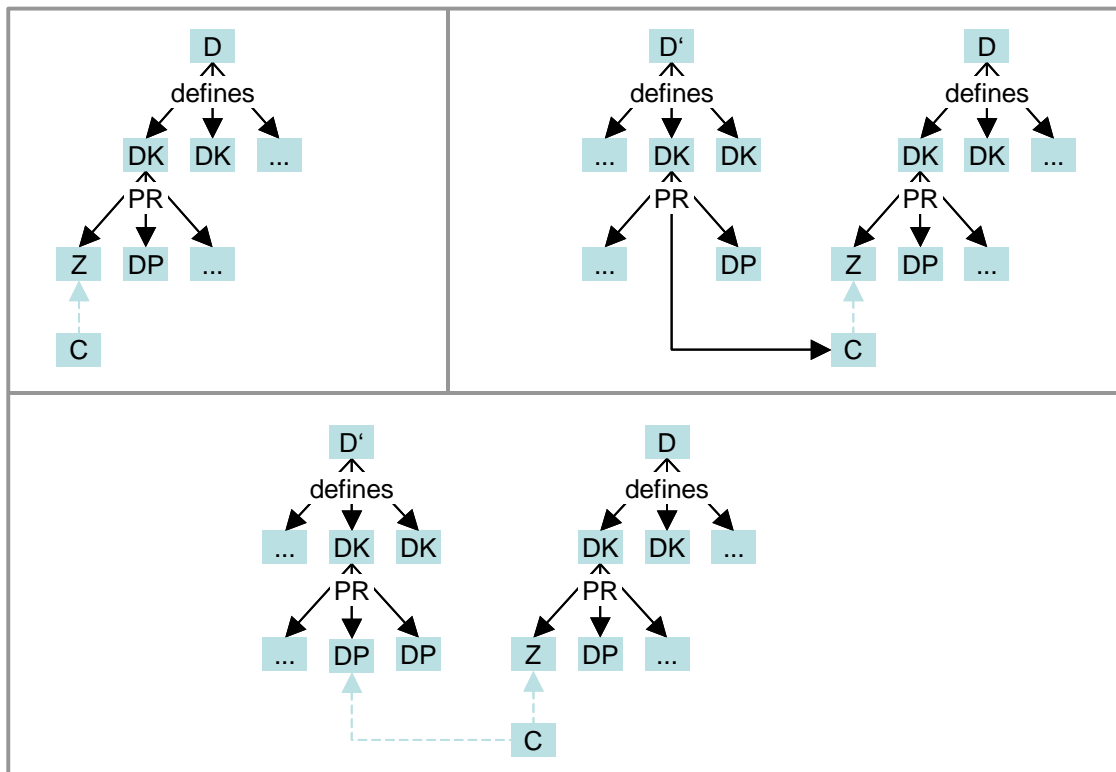 D
defines
DK DK ...
PR
Z DP ...
C
D‘ D
defines defines
... DK DK DK DK ...
PR PR
... DP Z DP ...
C
D‘ D
defines defines
... DK DK DK DK ...
PR PR
... DP DP Z DP ...
C